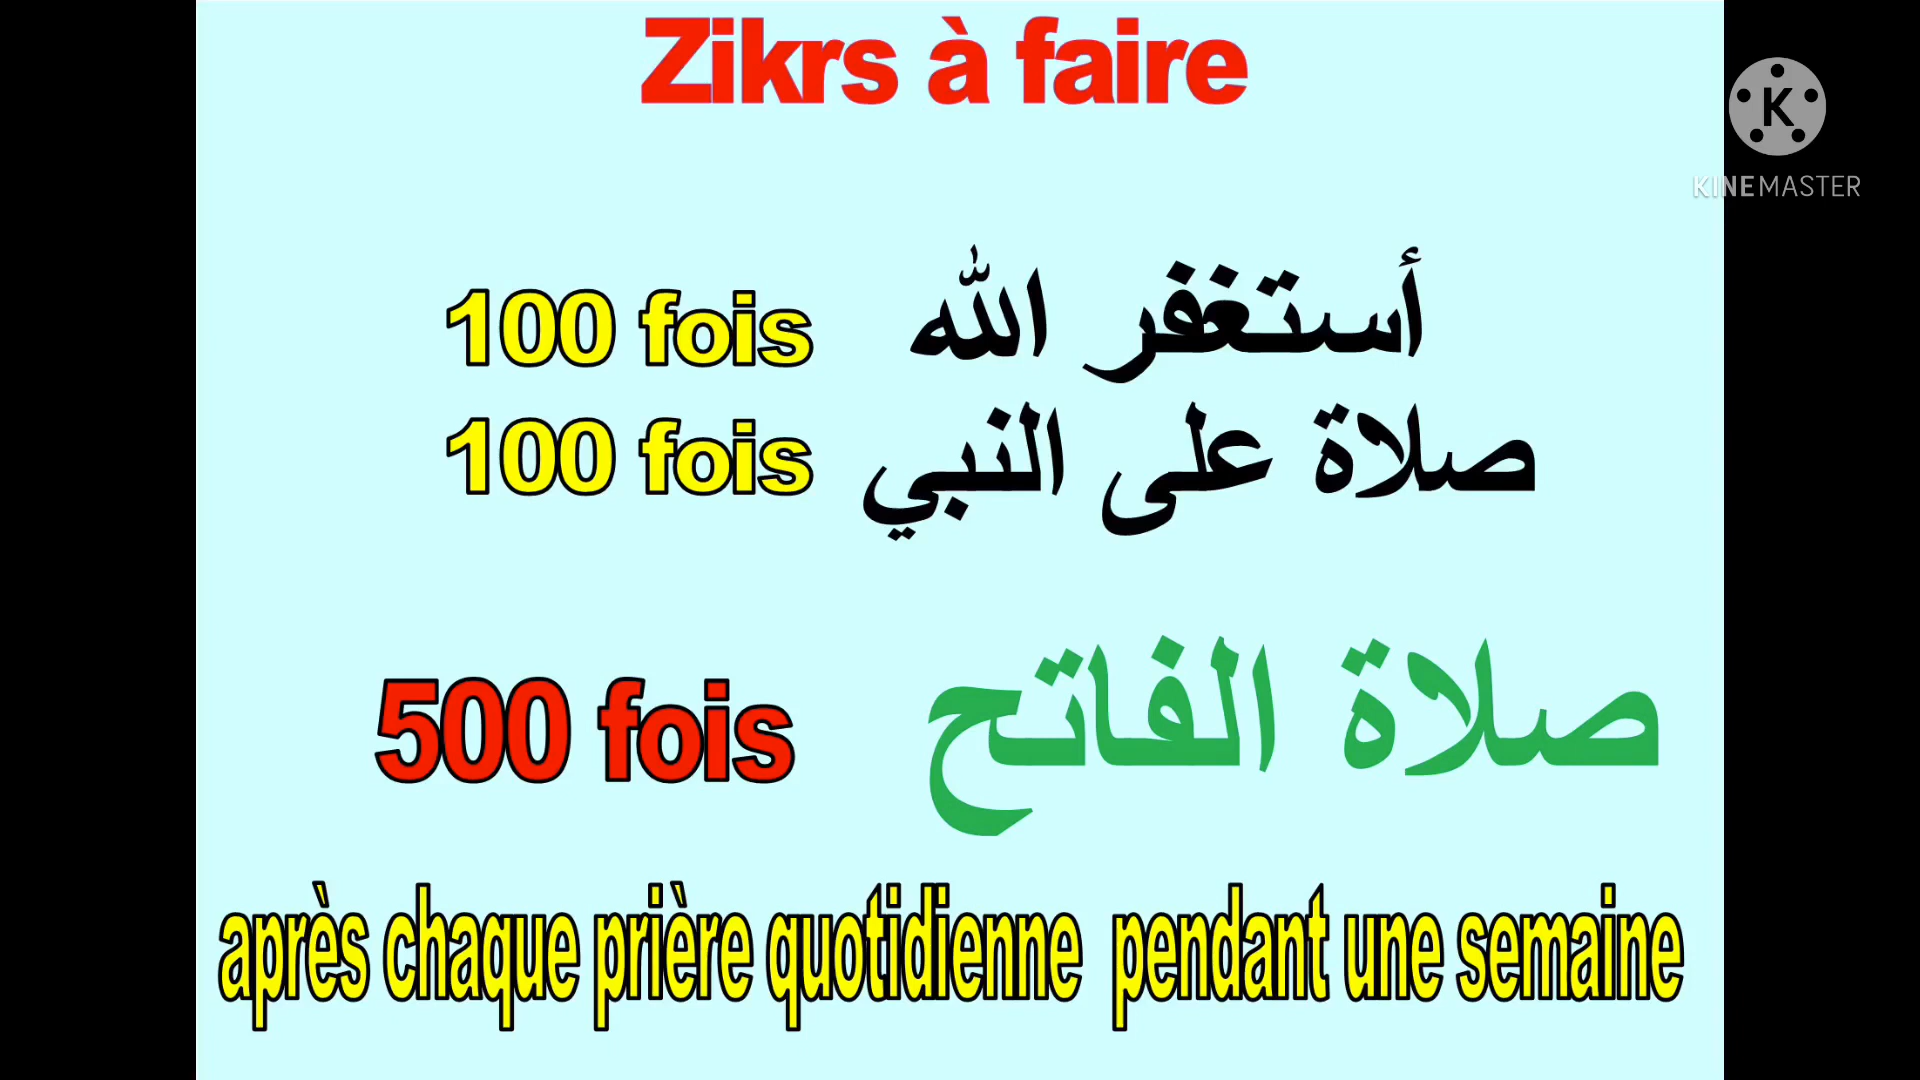 Zikrs à faire
KINEMASTER
أستغفر الله 100 fois
صلاة على النبي 100 fois
صلاة الفاتح 500 fois
après chaque prière quotidienne pendant une semaine